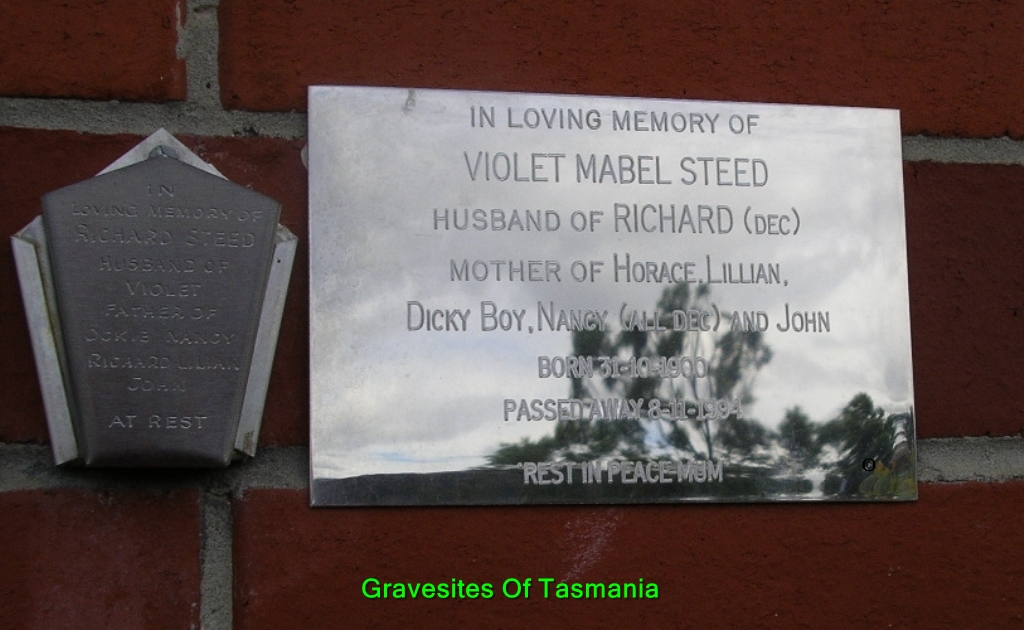 IN
LOVING MEMORY OF
RICHARD STEED
HUSBAND OF
VIOLET
FATHER OF
NANCY
RICHARD LILIAN
JOHN
AT REST
IN LOVING MEMORY OF
VIOLET MABEL STEED
HUSBAND OF RICHARD (DEC)
MOTHER OF HORACE, LILLIAN,
DICKY BOY, NANCY (ALL DEC) AND JOHN
BORN 31-10-1900
PASSED AWAY 8-11-1994
REST IN PEACE MUM
Gravesites Of Tasmania